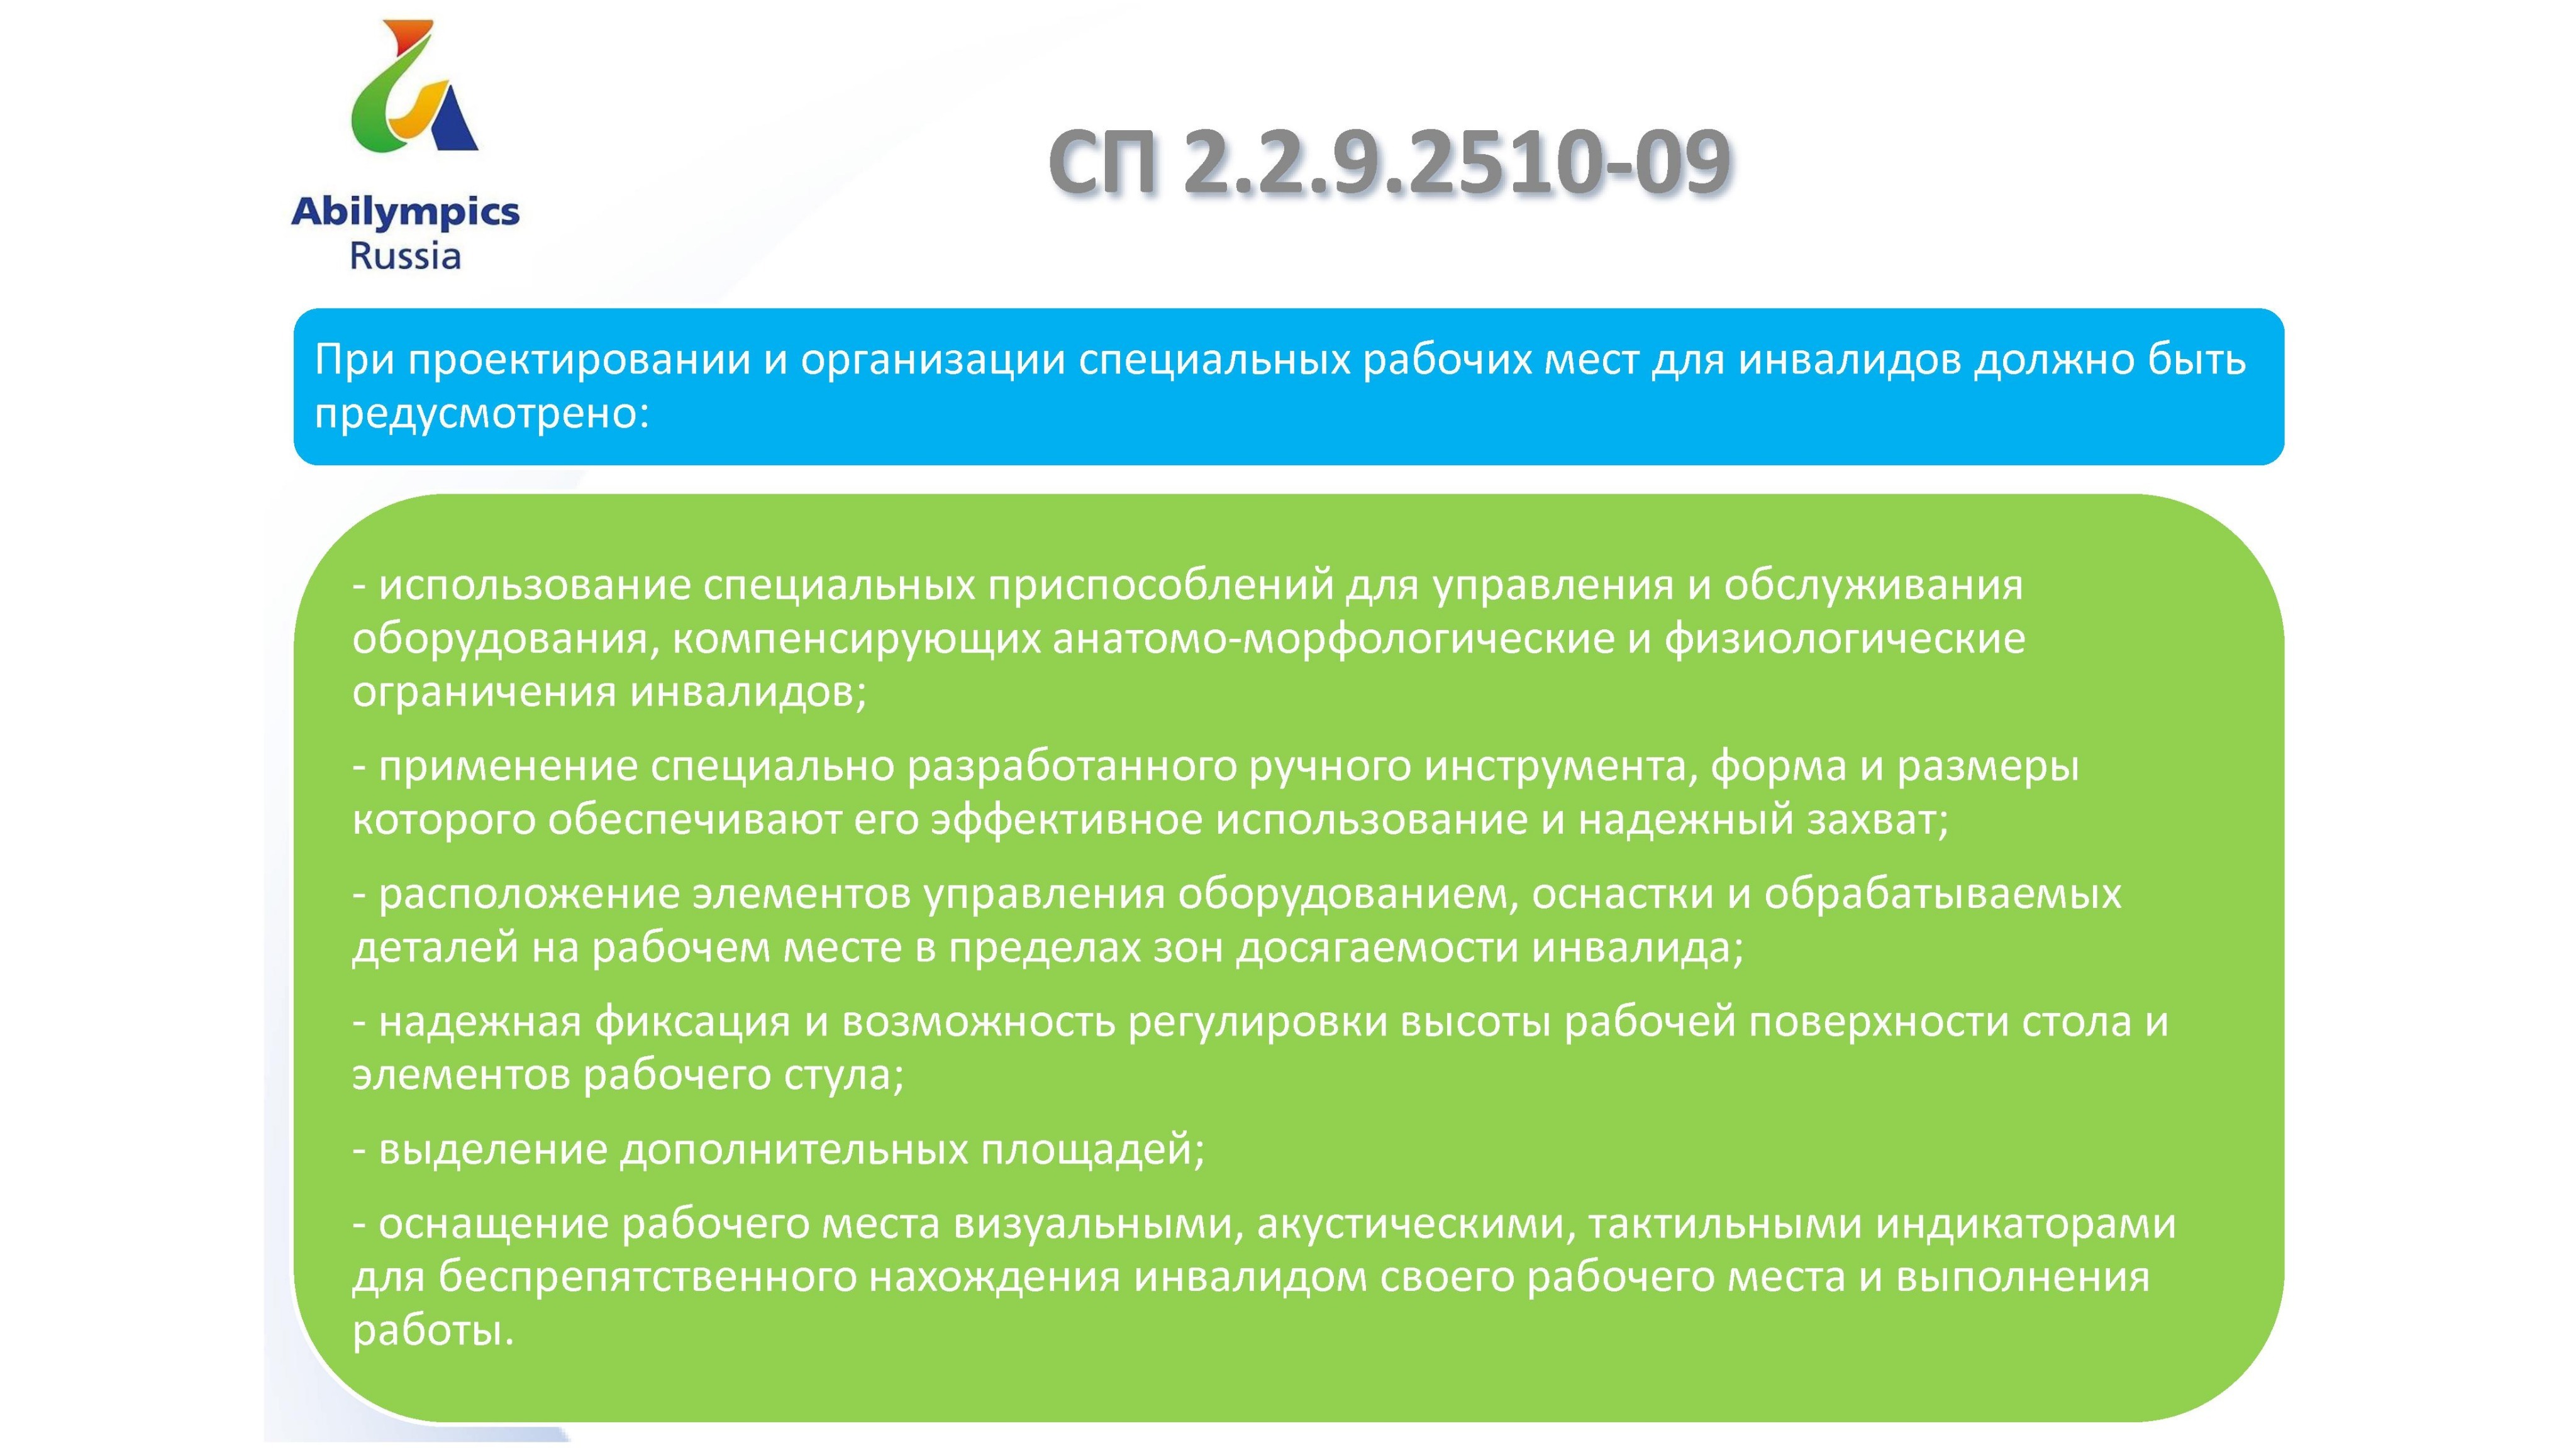 Abilympics
Russia
СП 2.2.9.2510-09
При проектировании и организации специальных рабочих мест для инвалидов должно быть
предусмотрено:
- использование специальных приспособлений для управления и обслуживания
оборудования, компенсирующих анатомо-морфологические и физиологические
ограничения инвалидов;
- применение специально разработанного ручного инструмента, форма и размеры
которого обеспечивают его эффективное использование и надежный захват;
- расположение элементов управления оборудованием, оснастки и обрабатываемых
деталей на рабочем месте в пределах зон досягаемости инвалида;
- надежная фиксация и возможность регулировки высоты рабочей поверхности стола и
элементов рабочего стула;
- выделение дополнительных площадей;
- оснащение рабочего места визуальными, акустическими, тактильными индикаторами
для беспрепятственного нахождения инвалидом своего рабочего места и выполнения
работы.